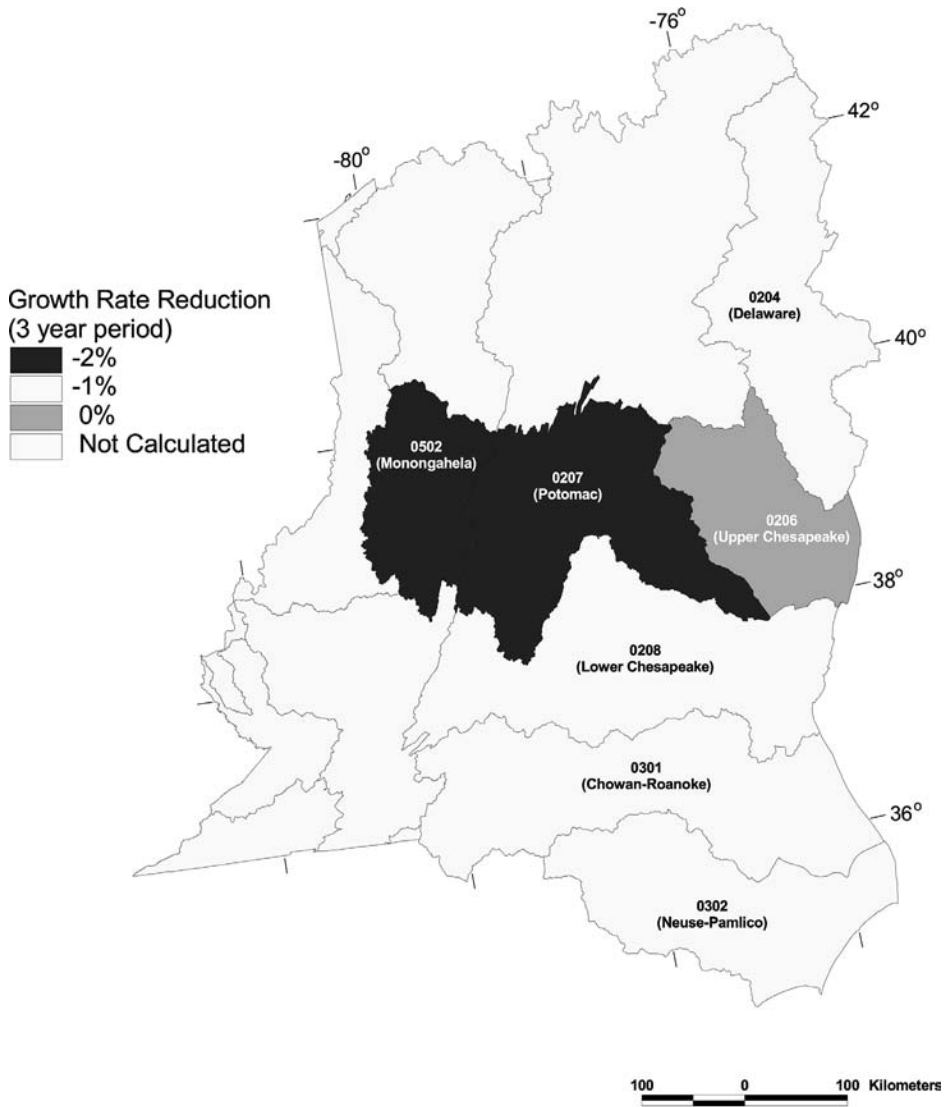 -76°
42°
-80°
Growth Rate Reduction
(3 year period)
-2%
-1%
0%
Not Calculated
0204
(Delaware)
40°
0502
(Monongahela)
0207
(Potomac)
0206
(Upper Chesapeake)
38°
0208
(Lower Chesapeake)
0301
(Chowan-Roanoke)
36°
0302
(Neuse-Pamlico)
100 0 100 Kilometers